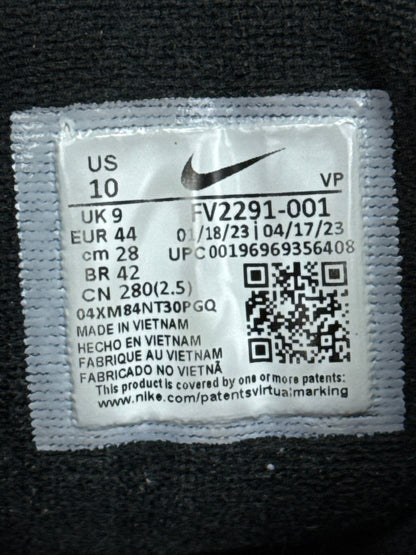 US
10
VP
UK 9
FV2291-001
EUR 44
01/18/23 | 04/17/23
cm 28
UPC 00196969356408
BR 42
CN 280(2.5)
04XM84NT30PGQ
MADE IN VIETNAM
HECHO EN VIETNAM
FABRIQUE AU VIETNAM
FABRICADO NO VIETNÃ
This product is covered by one or more patents:
www.nike.com/patentsvirtualmarking